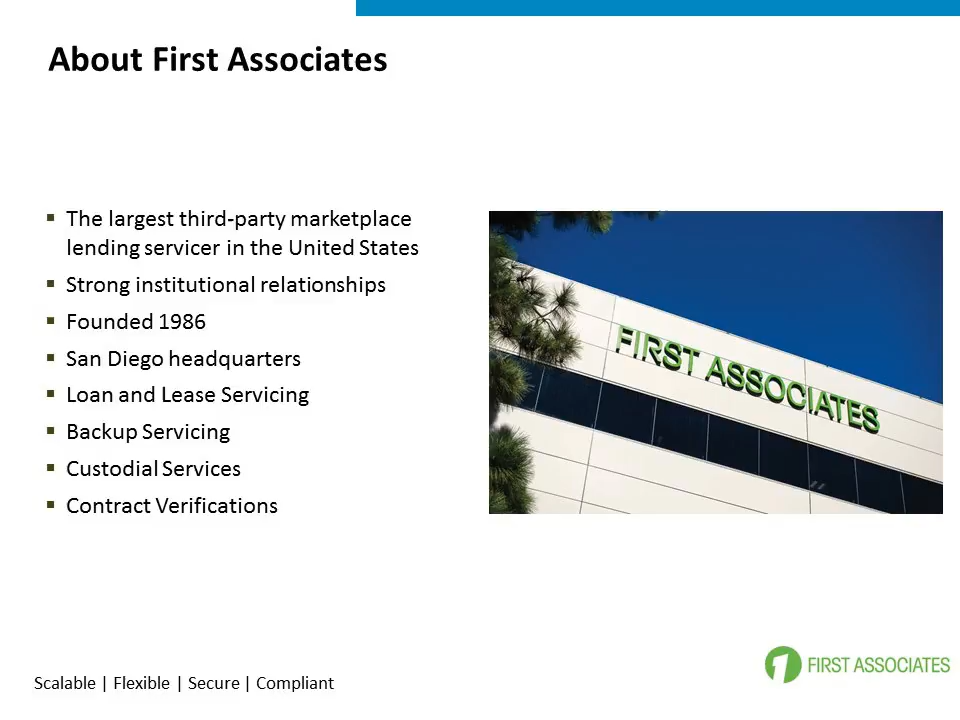 About First Associates
▪ The largest third-party marketplace
lending servicer in the United States
▪ Strong institutional relationships
▪ Founded 1986
▪ San Diego headquarters
▪ Loan and Lease Servicing
▪ Backup Servicing
▪ Custodial Services
▪ Contract Verifications
FIRST ASSOCIATES
Scalable | Flexible | Secure | Compliant
1 FIRST ASSOCIATES